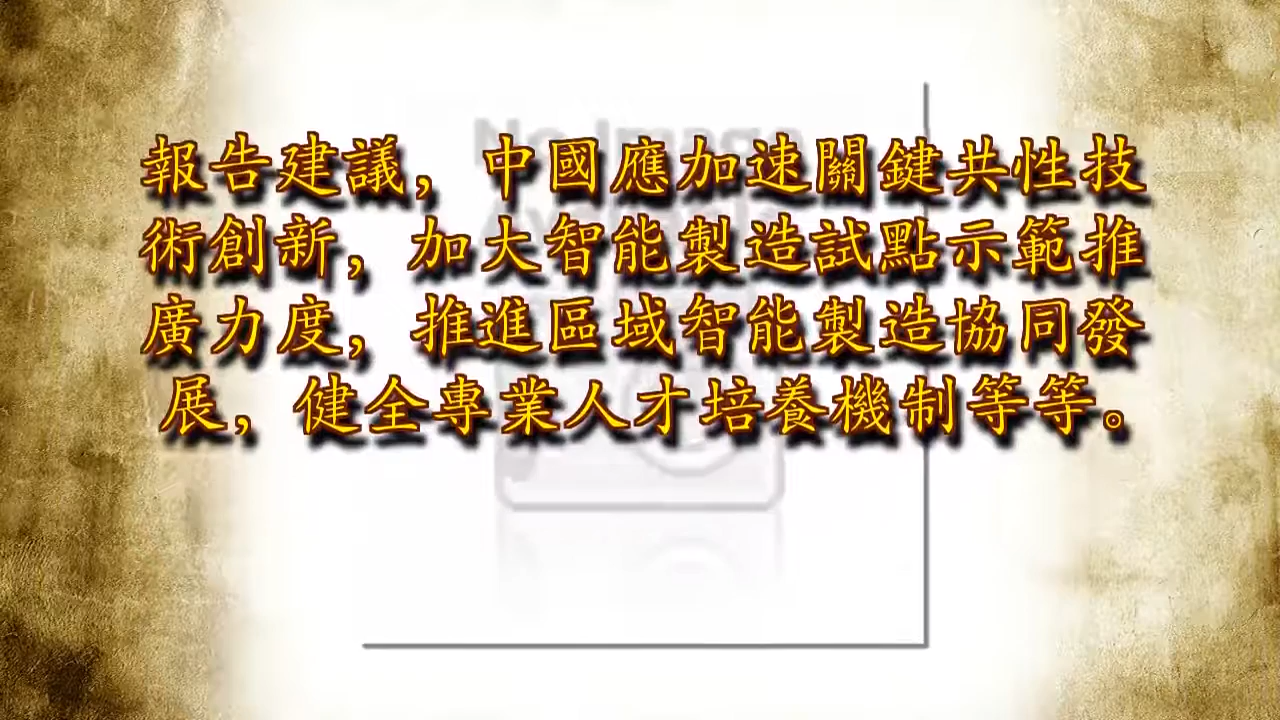 No Image
報告建議，中國應加速關鍵共性技
術創新，加大智能製造試點示範推
廣力度，推進區域智能製造協同發
展，健全專業人才培養機制等等。